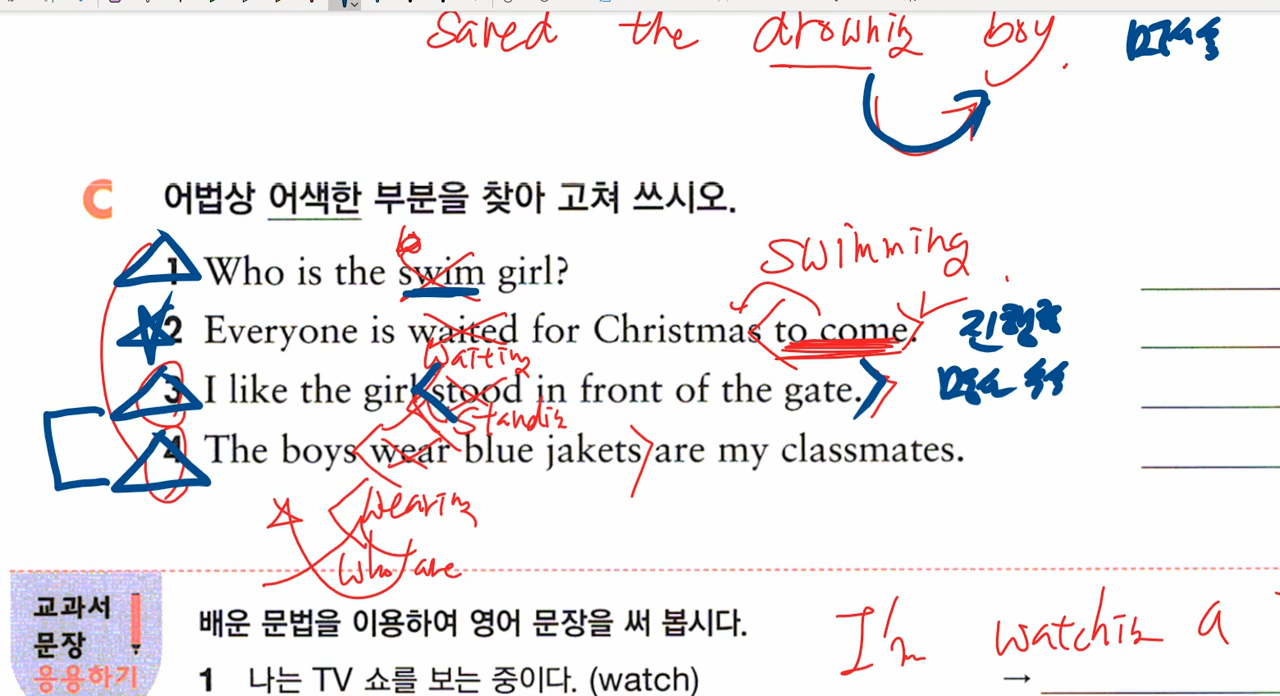 saved the drowning boy.
C 어법상 어색한 부분을 찾아 고쳐 쓰시오.
swimming
1 Who is the swim girl?
2 Everyone is waited for Christmas to come. 진행형
waiting
3 I like the girl stood in front of the gate.
standing
4 The boys wear blue jakets are my classmates.
wearing
who are
교과서
문장
응용하기
배운 문법을 이용하여 영어 문장을 써 봅시다.
I'm watching a
1 나는 TV 쇼를 보는 중이다. (watch) →